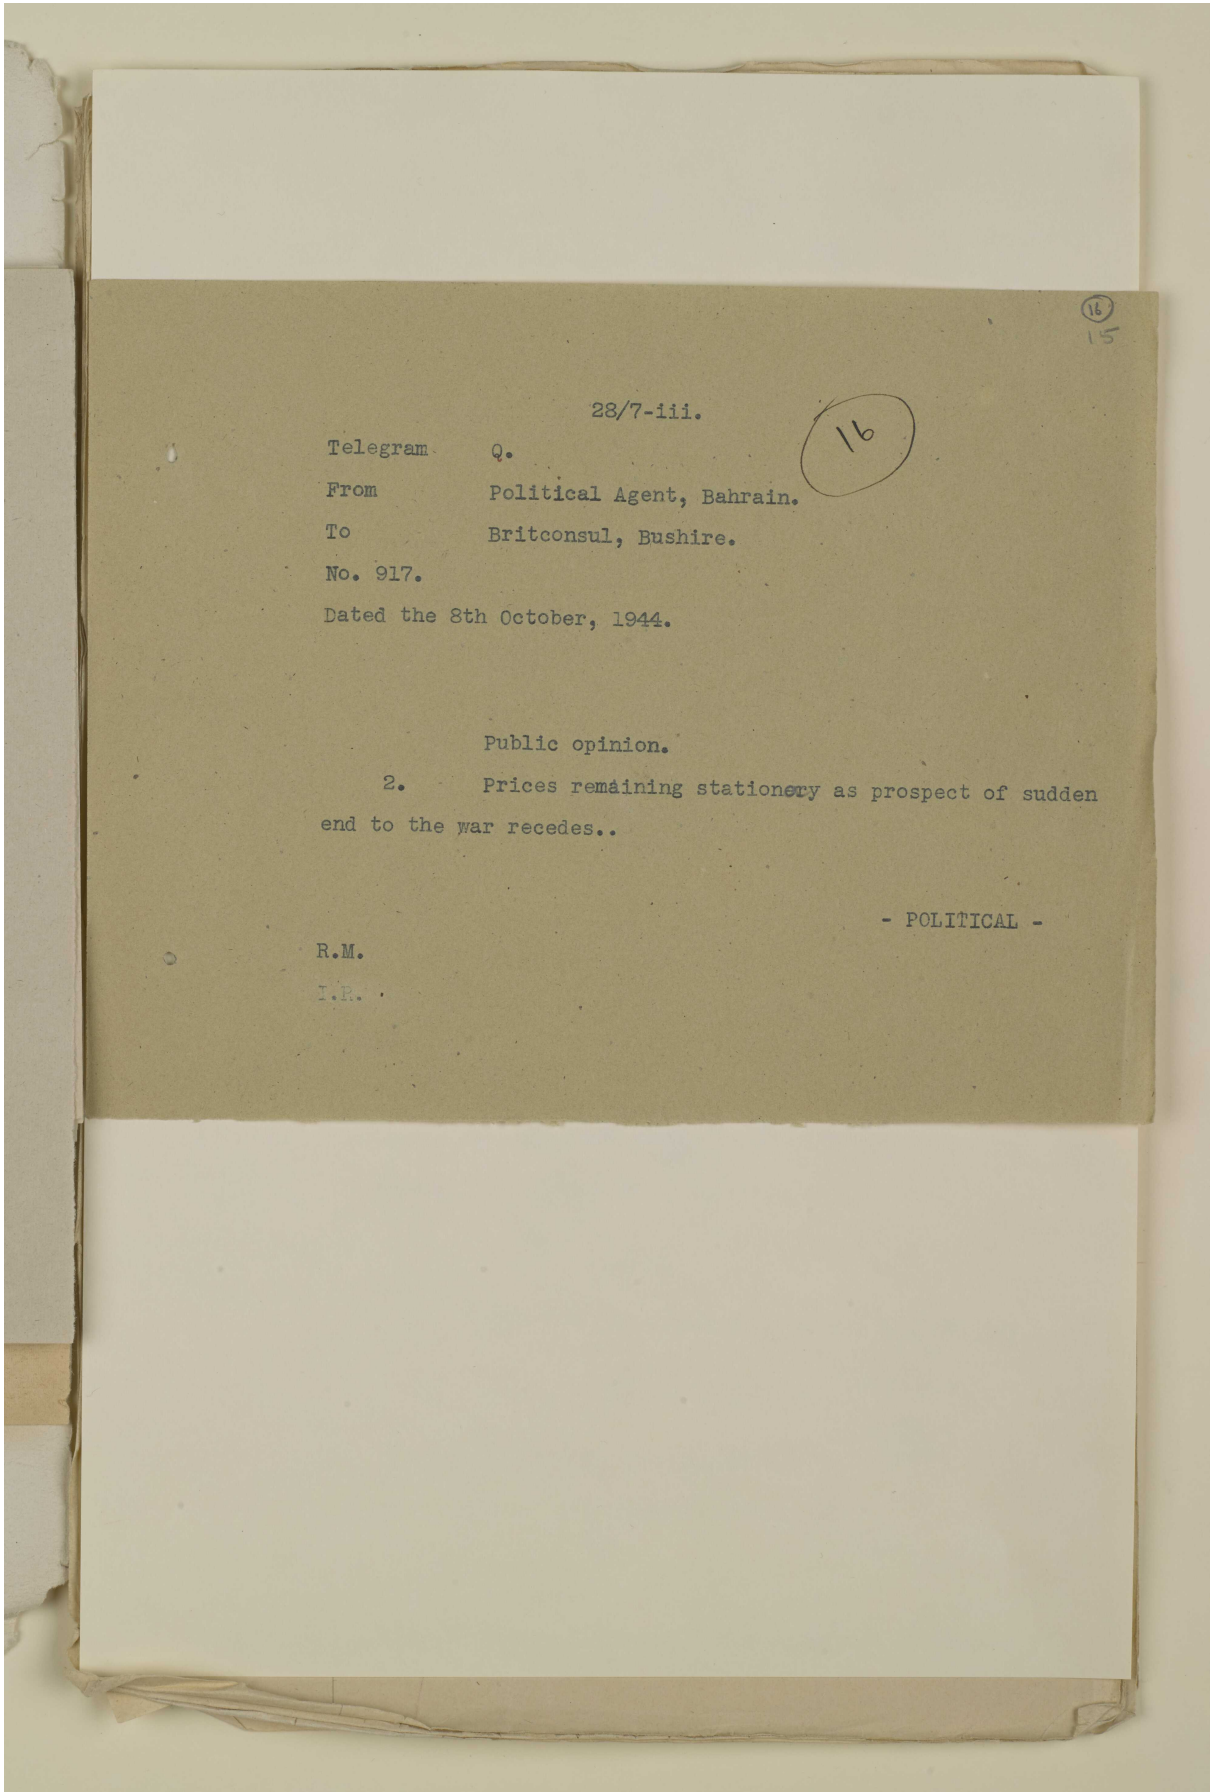 16
15
28/7-iii.
16
Telegram Q.
From Political Agent, Bahrain.
To Britconsul, Bushire.
No. 917.
Dated the 8th October, 1944.
Public opinion.
2. Prices remaining stationery as prospect of sudden
end to the war recedes..
- POLITICAL -
R.M.
I.R.